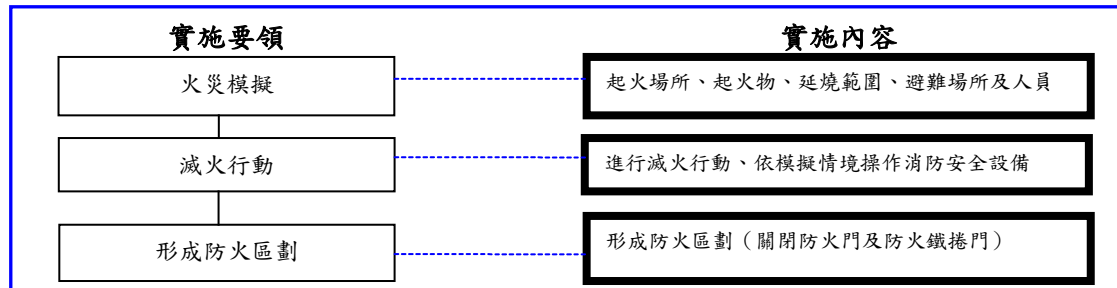 實施要領
實施內容
火災模擬
起火場所、起火物、延燒範圍、避難場所及人員
滅火行動
進行滅火行動、依模擬情境操作消防安全設備
形成防火區劃
形成防火區劃（關閉防火門及防火鐵捲門）